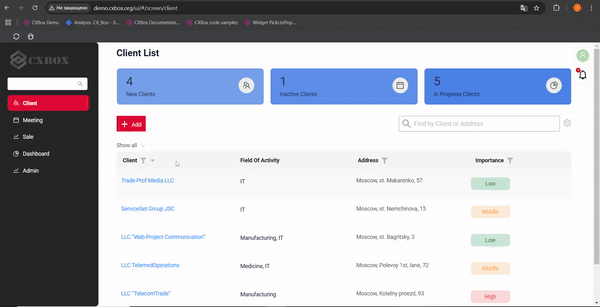 Не защищено demo.cxbox.org/ui/#/screen/client
CXBox Demo Analysis. CX_Box - Ji... CXBox Documentatio... CXBox code samples Widget PickListPop...
CXBOX
Client
Meeting
Sale
Dashboard
Admin
Client List
4
New Clients
1
Inactive Clients
5
In Progress Clients
+ Add
Find by Client or Address
Show all
Client Field Of Activity Address Importance
Trade Prof Media LLC IT Moscow, st. Makarenko, 57 Low
ServiceSet Group JSC IT Moscow, st. Nemchinova, 15 Middle
LLC "Web Project Communication" Manufacturing, IT Moscow, st. Bagritsky, 3 Low
LLC TelemedOperations Medicine, IT Moscow, Polevoy 1st, lane, 72 Middle
LLC "TelecomTrade" Manufacturing Moscow, Kotelny proezd, 93 High